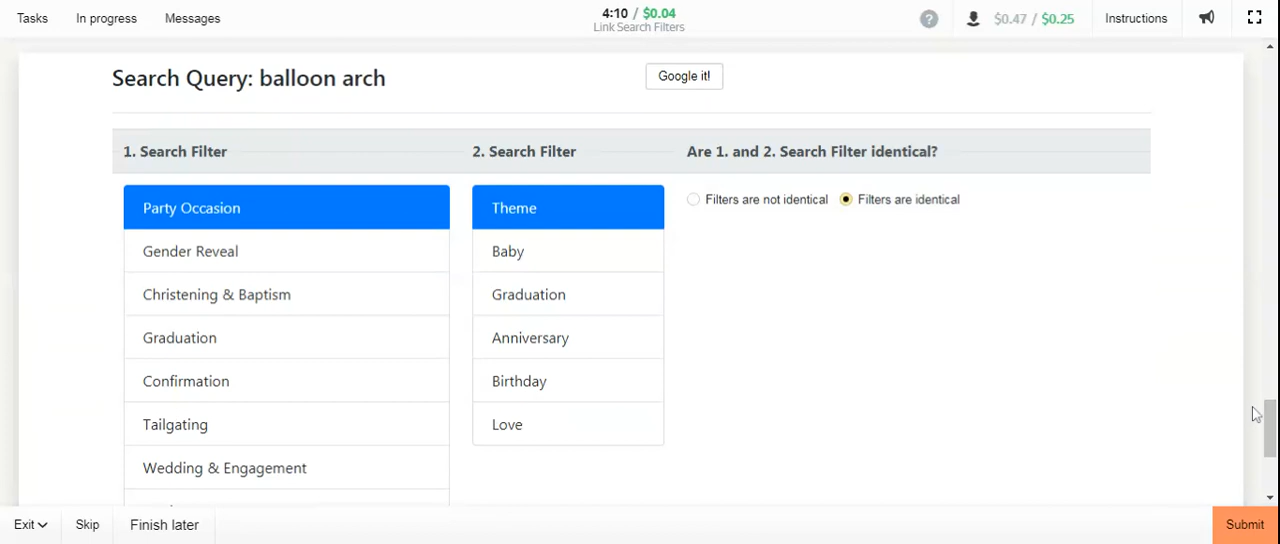 Tasks In progress Messages 4:10 / $0.04 $0.47 / $0.25 Instructions
Link Search Filters
Search Query: balloon arch Google it!
1. Search Filter 2. Search Filter Are 1. and 2. Search Filter identical?
Party Occasion Theme Filters are not identical Filters are identical
Gender Reveal Baby
Christening & Baptism Graduation
Graduation Anniversary
Confirmation Birthday
Tailgating Love
Wedding & Engagement
Exit Skip Finish later Submit